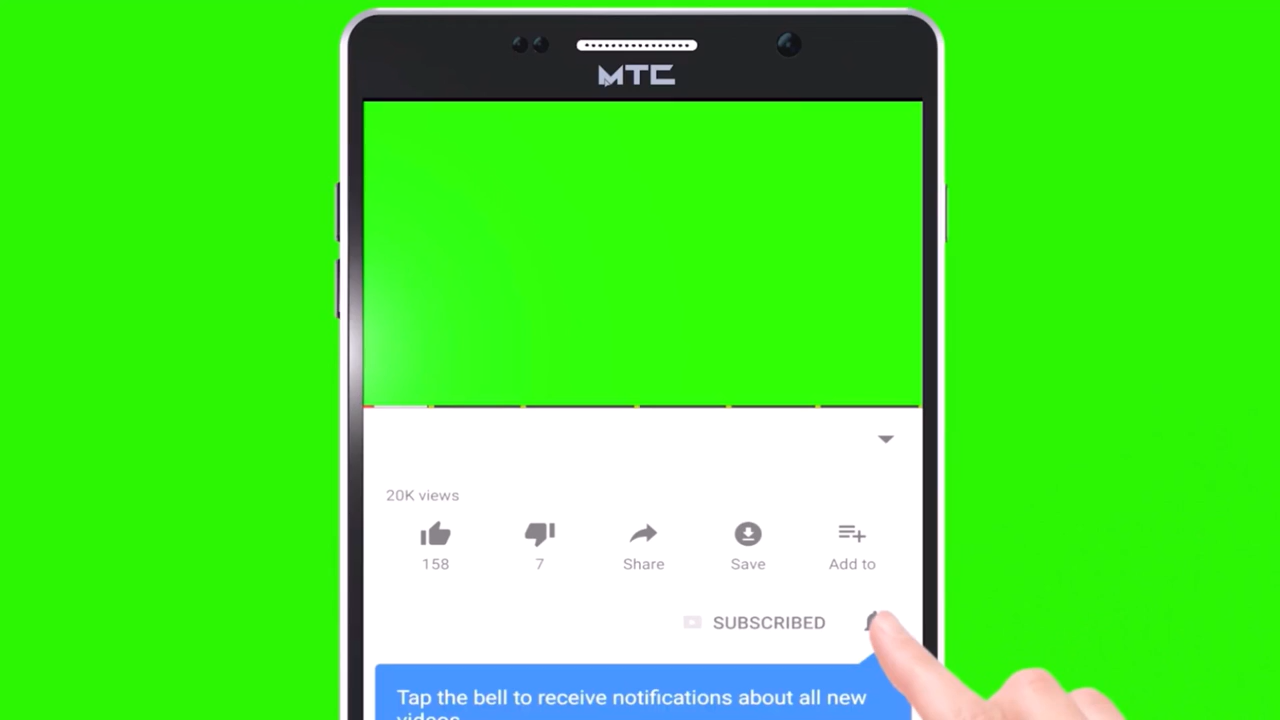 MTC
20K views
158 7 Share Save Add to
SUBSCRIBED
Tap the bell to receive notifications about all new
videos